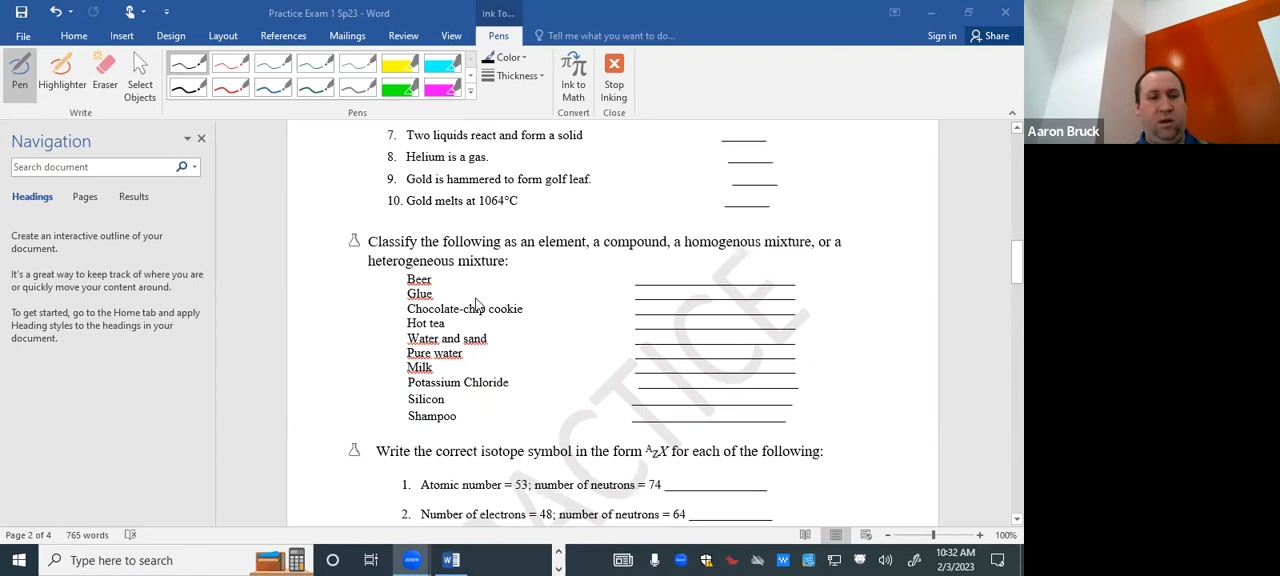 Practice Exam 1 Sp23 - Word
Ink To...
File
Home
Insert
Design
Layout
References
Mailings
Review
View
Pens
Tell me what you want to do...
Sign in
Share
Pen
Highlighter
Eraser
Select Objects
Color
Thickness
Ink to Math
Stop Inking
Write
Pens
Convert
Close
Navigation
Search document
Headings
Pages
Results
Create an interactive outline of your
document.
It's a great way to keep track of where you are
or quickly move your content around.
To get started, go to the Home tab and apply
Heading styles to the headings in your
document.
7. Two liquids react and form a solid
8. Helium is a gas.
9. Gold is hammered to form golf leaf.
10. Gold melts at 1064°C
Classify the following as an element, a compound, a homogenous mixture, or a
heterogeneous mixture:
Beer
Glue
Chocolate-chip cookie
Hot tea
Water and sand
Pure water
Milk
Potassium Chloride
Silicon
Shampoo
Write the correct isotope symbol in the form ᴬzX for each of the following:
1. Atomic number = 53; number of neutrons = 74
2. Number of electrons = 48; number of neutrons = 64
PRACTICE
Page 2 of 4
765 words
100%
Type here to search
zoom
10:32 AM
2/3/2023
Aaron Bruck